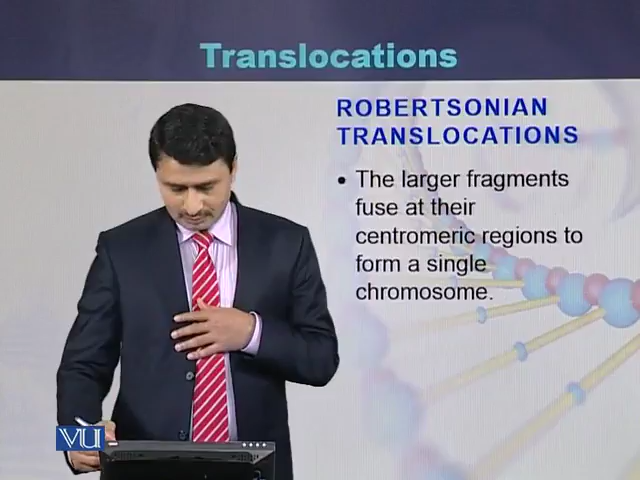 Translocations
ROBERTSONIAN
TRANSLOCATIONS
• The larger fragments
fuse at their
centromeric regions to
form a single
chromosome.
VU